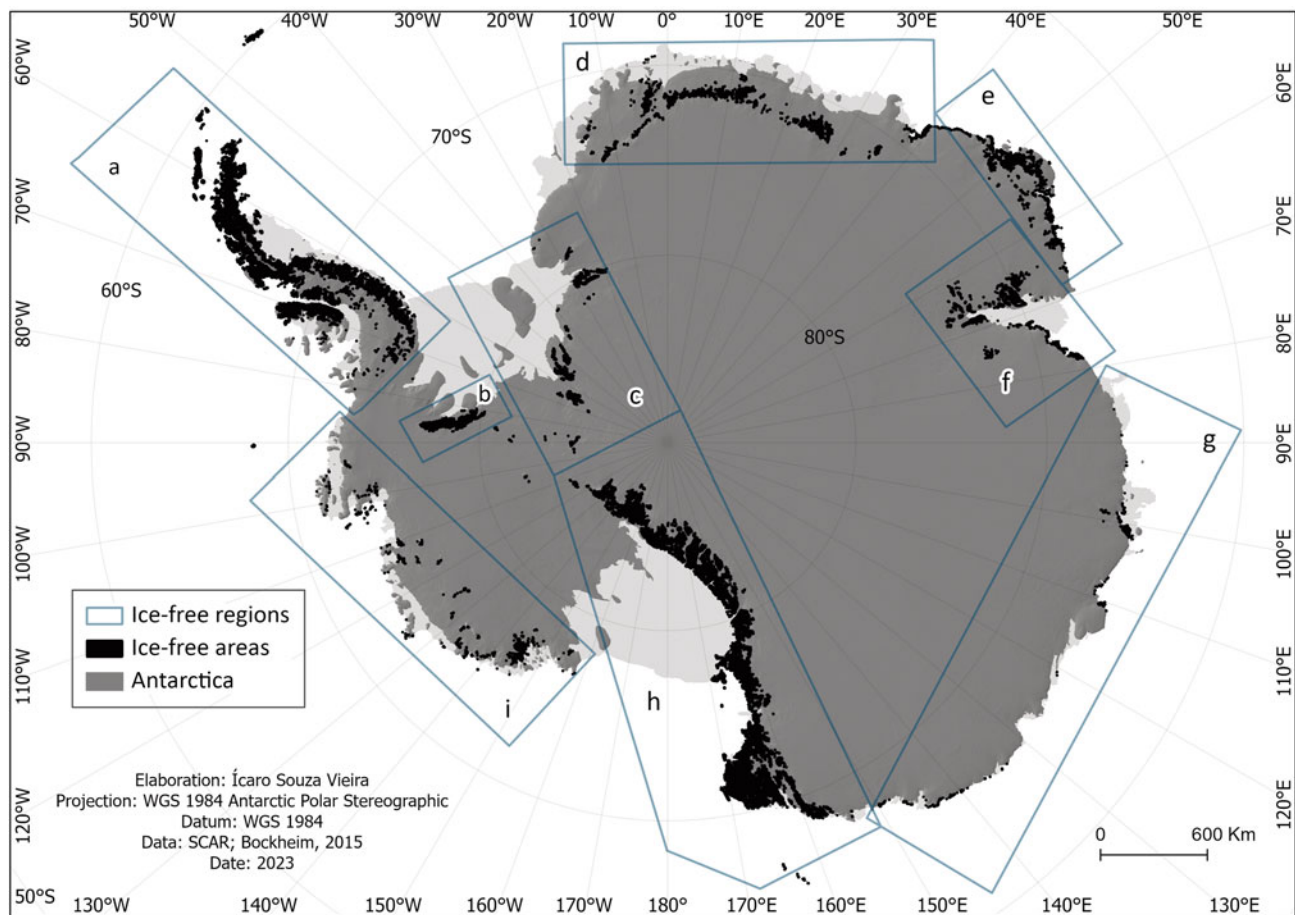 50°W 40°W 30°W 20°W 10°W 0° 10°E 20°E 30°E 40°E 50°E
60°W
60°E
d
e
70°S
a
70°W
70°E
60°S
80°W
80°E
80°S
b
c
f
g
90°W
90°E
100°W
100°E
Ice-free regions
Ice-free areas
Antarctica
110°W
110°E
h
i
Elaboration: Ícaro Souza Vieira
Projection: WGS 1984 Antarctic Polar Stereographic
Datum: WGS 1984
Data: SCAR; Bockheim, 2015
Date: 2023
120°W
120°E
0 600 Km
50°S 130°W 140°W 150°W 160°W 170°W 180° 170°E 160°E 150°E 140°E 130°E